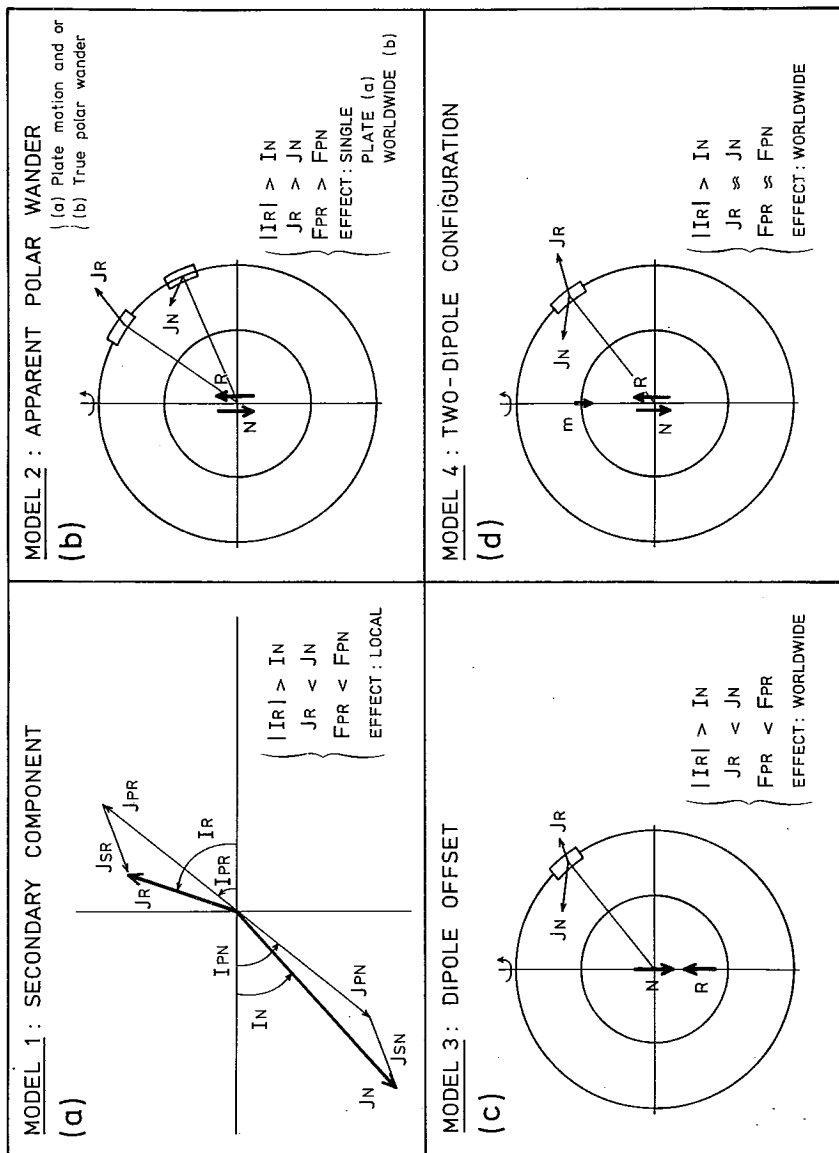 MODEL 1 : SECONDARY COMPONENT
(a)
JSR
JPR
JR
IR
IPR
IPN
IN
JPN
JSN
JN
|IR| > IN
JR < JN
FPR < FPN
EFFECT : LOCAL
MODEL 2 : APPARENT POLAR WANDER
(b)
(a) Plate motion and or
(b) True polar wander
JR
JN
R
N
|IR| > IN
JR > JN
FPR > FPN
EFFECT : SINGLE
PLATE (a)
WORLDWIDE (b)
MODEL 3 : DIPOLE OFFSET
(c)
JR
JN
N
R
|IR| > IN
JR < JN
FPR < FPR
EFFECT : WORLDWIDE
MODEL 4 : TWO-DIPOLE CONFIGURATION
(d)
JR
JN
m
R
N
|IR| > IN
JR ≈ JN
FPR ≈ FPN
EFFECT : WORLDWIDE